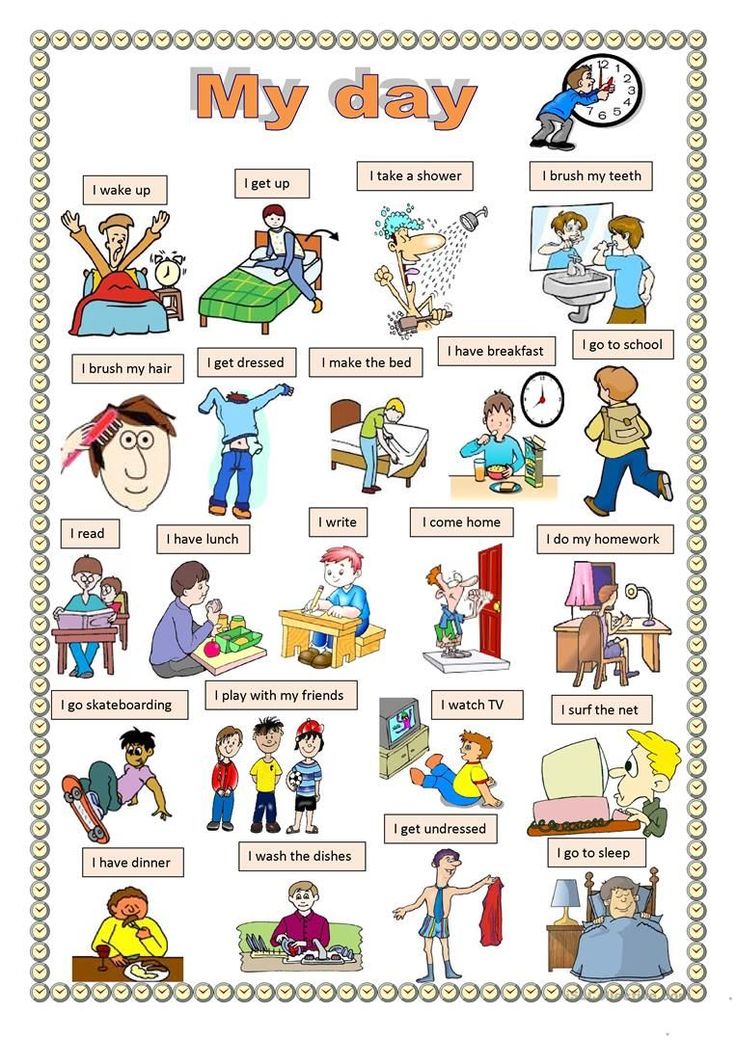 My day
I wake up
I get up
I take a shower
I brush my teeth
I brush my hair
I get dressed
I make the bed
I have breakfast
I go to school
I read
I have lunch
I write
I come home
I do my homework
I go skateboarding
I play with my friends
I watch TV
I surf the net
I have dinner
I wash the dishes
I get undressed
I go to sleep